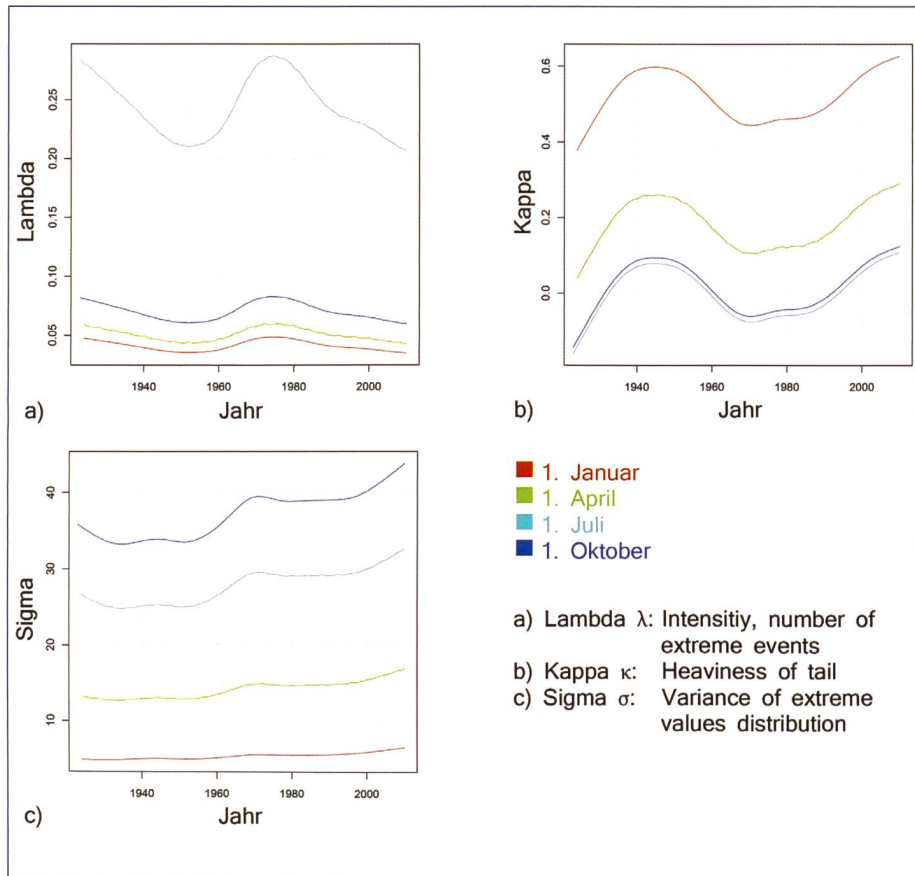 Lambda
0.25
0.20
0.15
0.10
0.05
1940 1960 1980 2000
a) Jahr
Kappa
0.6
0.4
0.2
0.0
1940 1960 1980 2000
b) Jahr
Sigma
40
30
20
10
1940 1960 1980 2000
c) Jahr
1. Januar
1. April
1. Juli
1. Oktober
a) Lambda λ: Intensitiy, number of
extreme events
b) Kappa κ: Heaviness of tail
c) Sigma σ: Variance of extreme
values distribution